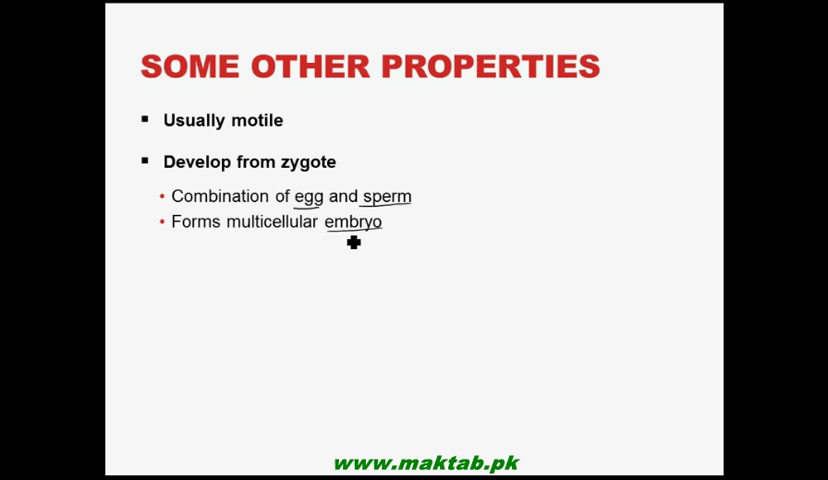 SOME OTHER PROPERTIES
▪ Usually motile
▪ Develop from zygote
• Combination of egg and sperm
• Forms multicellular embryo
www.maktab.pk